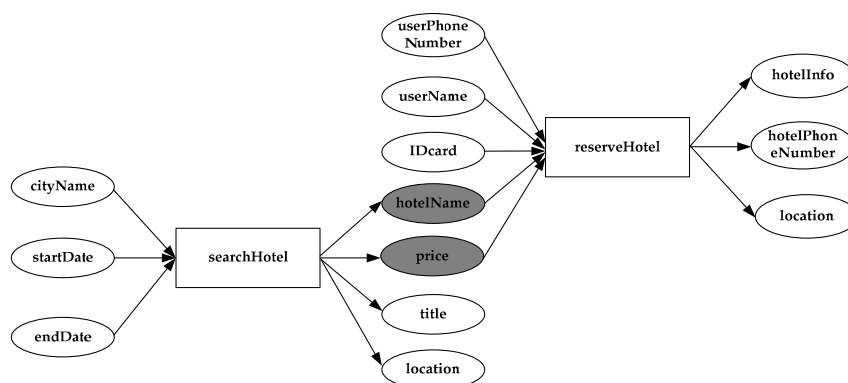 userPhone
Number
userName
IDcard
hotelName
price
title
location
cityName
startDate
endDate
searchHotel
reserveHotel
hotelInfo
hotelPhon
eNumber
location